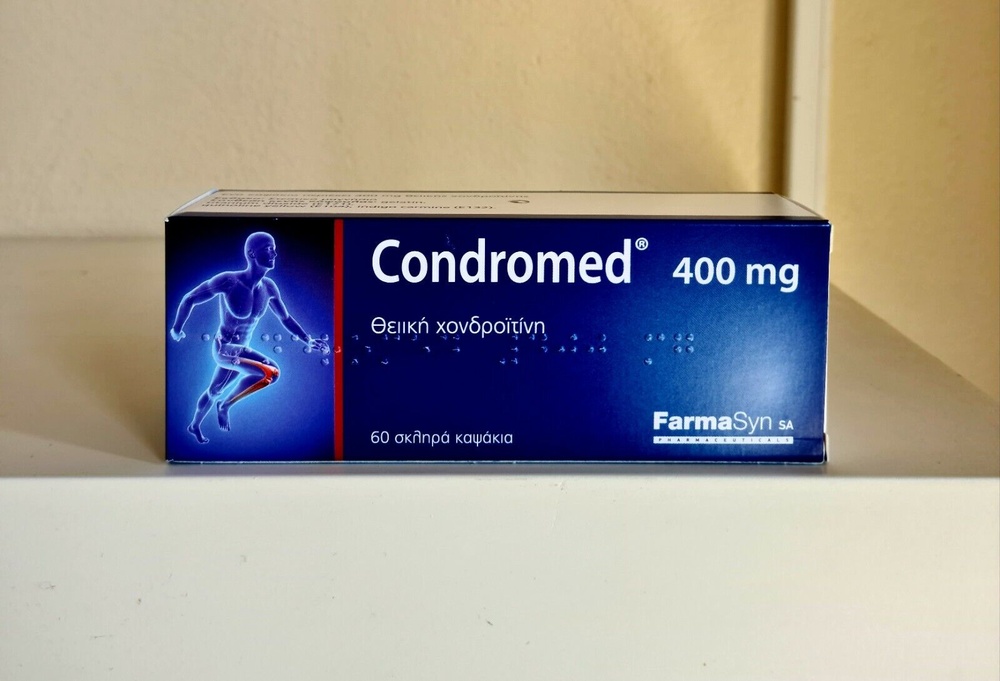 Condromed®
400 mg
Θειική χονδροϊτίνη
60 σκληρά καψάκια
FarmaSyn SA
PHARMACEUTICALS